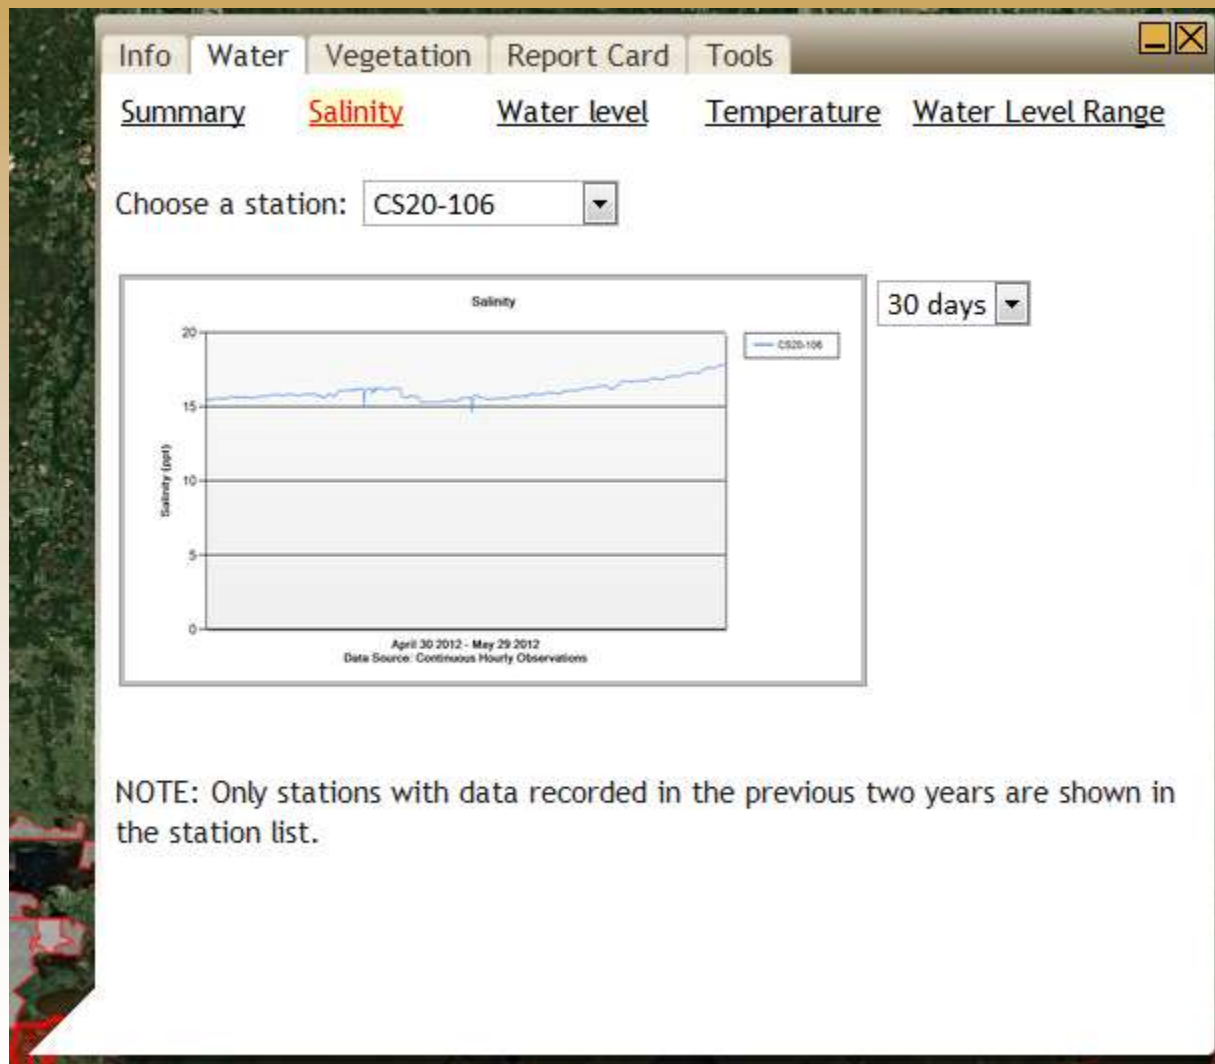 Info Water Vegetation Report Card Tools
Summary Salinity Water level Temperature Water Level Range
Choose a station: CS20-106
30 days
Salinity
20
CS20-106
15
10
5
0
Salinity (ppt)
April 30 2012 - May 29 2012
Data Source: Continuous Hourly Observations
NOTE: Only stations with data recorded in the previous two years are shown in
the station list.